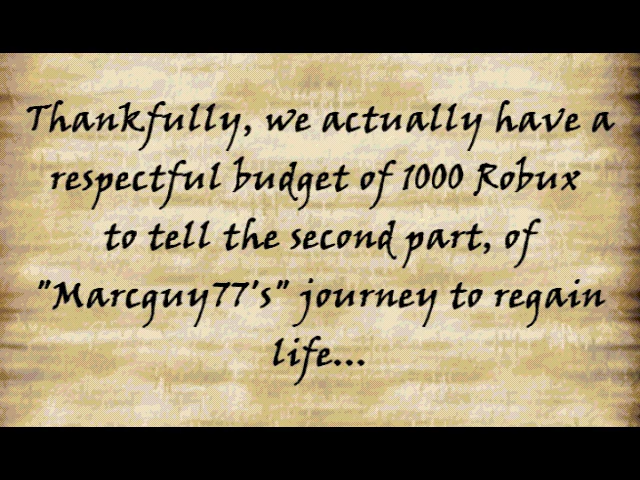 Thankfully, we actually have a
respectful budget of 1000 Robux
to tell the second part, of
"Marcguy77's" journey to regain
life...